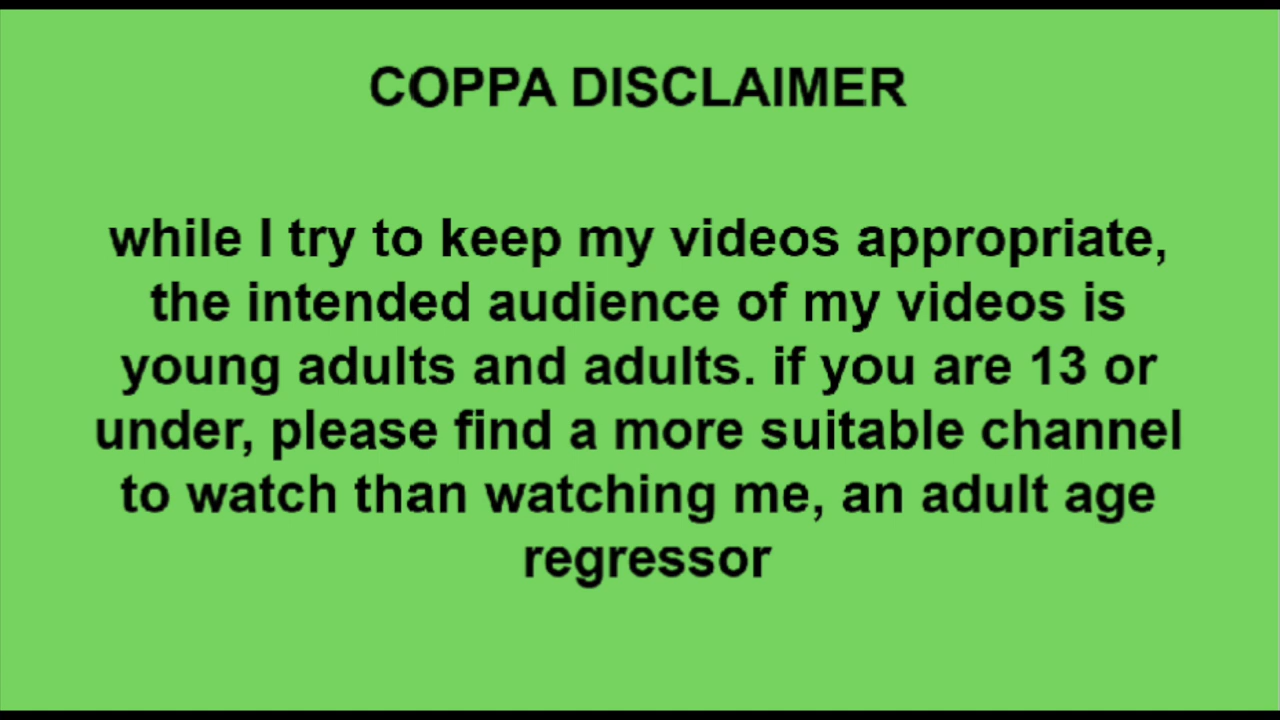 COPPA DISCLAIMER
while I try to keep my videos appropriate,
the intended audience of my videos is
young adults and adults. if you are 13 or
under, please find a more suitable channel
to watch than watching me, an adult age
regressor